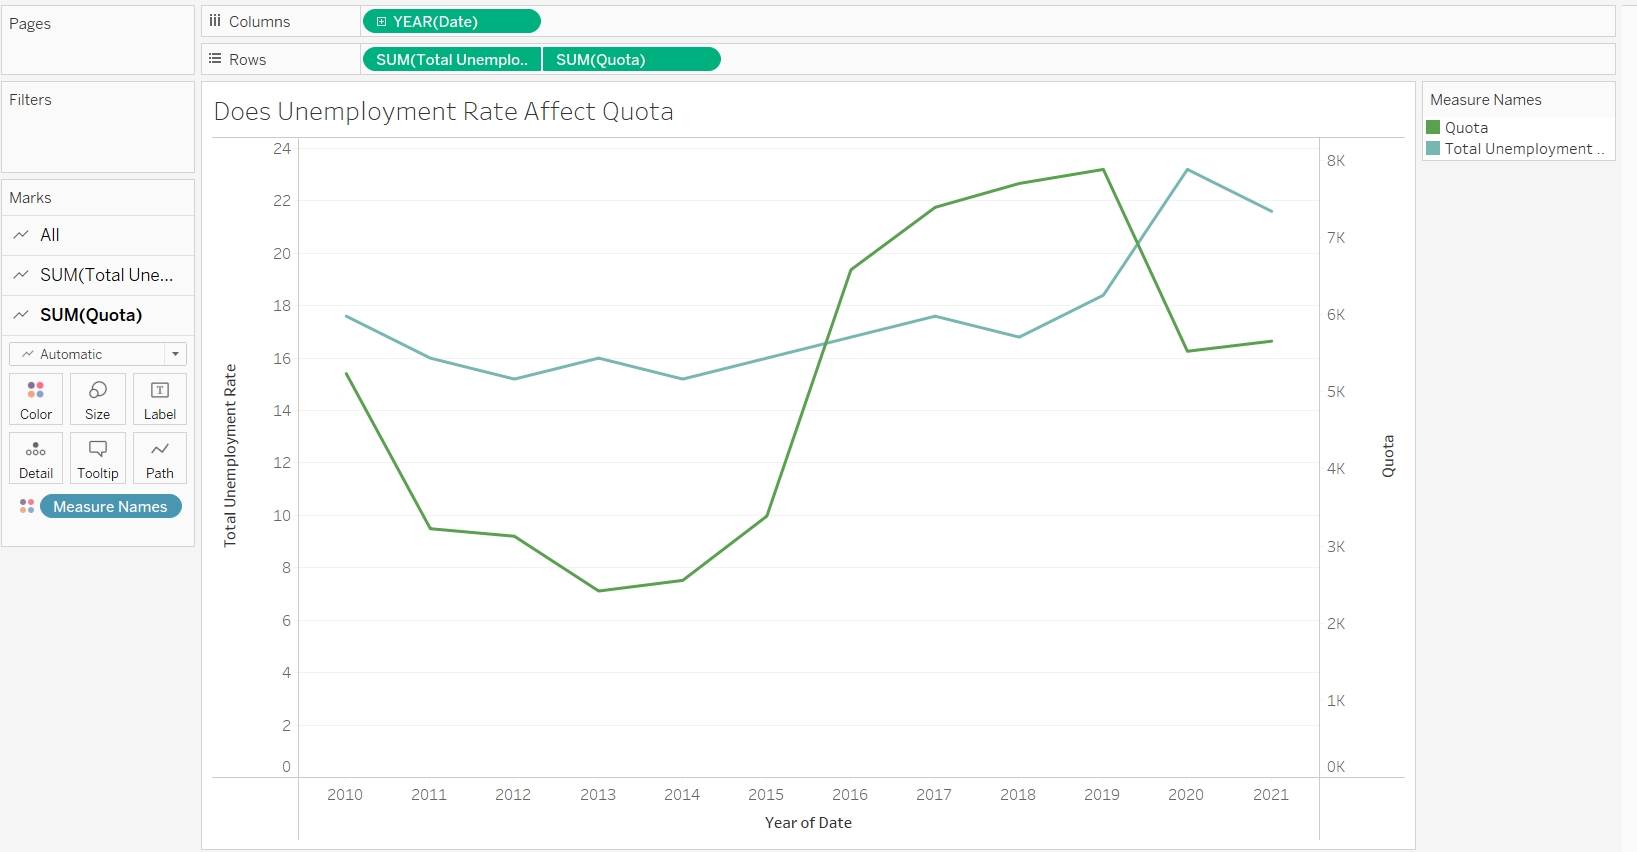 Pages
Columns
YEAR(Date)
Rows
SUM(Total Unemplo..
SUM(Quota)
Filters
Marks
All
SUM(Total Une...
SUM(Quota)
Automatic
Color
Size
Label
Detail
Tooltip
Path
Measure Names
Does Unemployment Rate Affect Quota
Total Unemployment Rate
24
22
20
18
16
14
12
10
8
6
4
2
0
8K
7K
6K
5K
4K
3K
2K
1K
0K
Quota
2010 2011 2012 2013 2014 2015 2016 2017 2018 2019 2020 2021
Year of Date
Measure Names
Quota
Total Unemployment ..